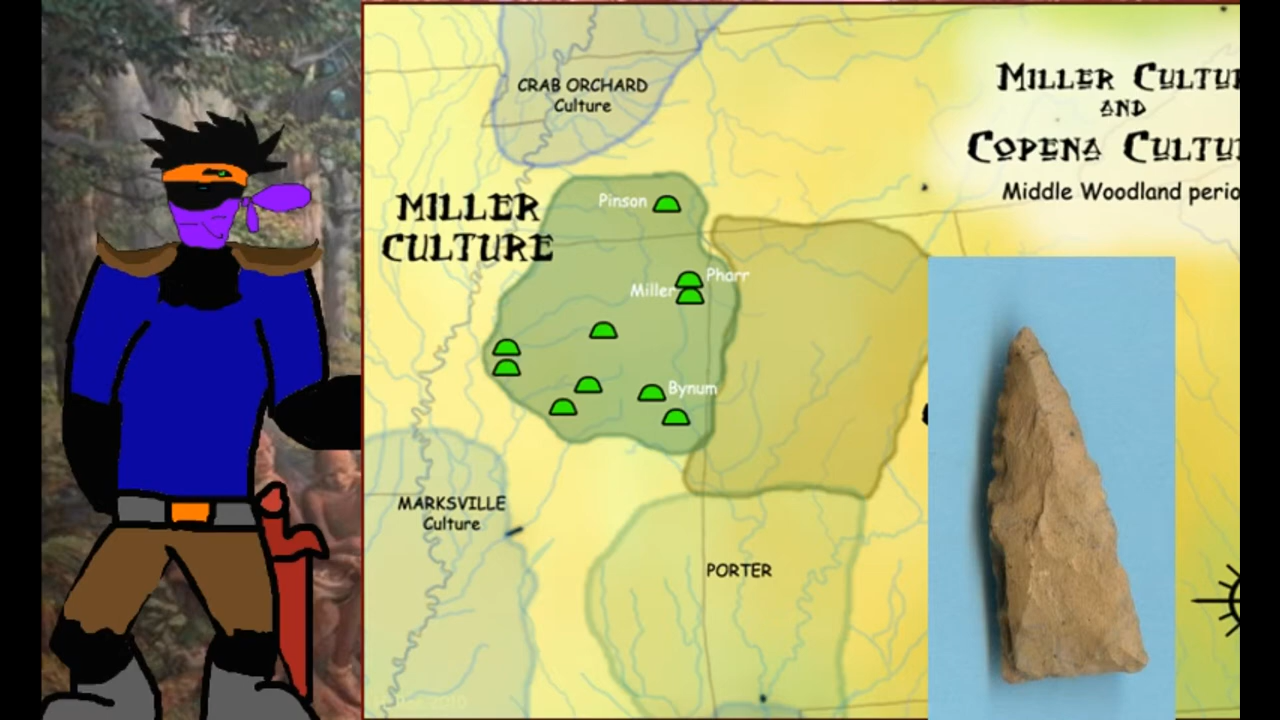 CRAB ORCHARD
Culture
MILLER CULTU
AND
COPENA CULTU
Middle Woodland perio
MILLER
CULTURE
Pinson
Pharr
Miller
Bynum
MARKSVILLE
Culture
PORTER